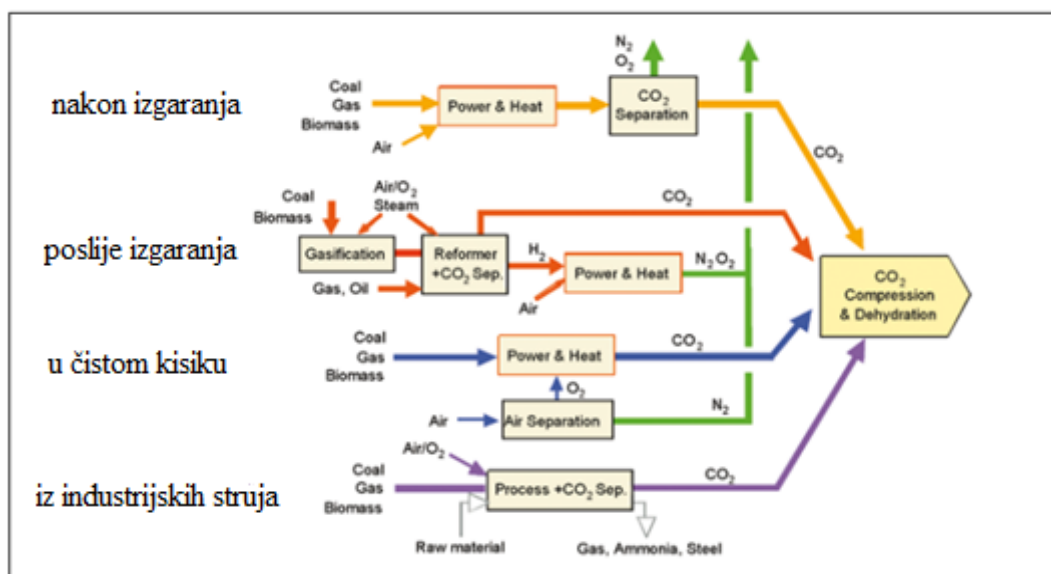 nakon izgaranja
Coal
Gas
Biomass
Air
Power & Heat
N₂
O₂
CO₂
Separation
CO₂
poslije izgaranja
Coal
Biomass
Air/O₂
Steam
Gasification
Gas, Oil
Reformer
+CO₂ Sep.
H₂
Air
Power & Heat
N₂ O₂
CO₂
CO₂
Compression
& Dehydration
u čistom kisiku
Coal
Gas
Biomass
Power & Heat
CO₂
O₂
Air
Air Separation
N₂
iz industrijskih struja
Air/O₂
Coal
Gas
Biomass
Process +CO₂ Sep.
CO₂
Raw material
Gas, Ammonia, Steel